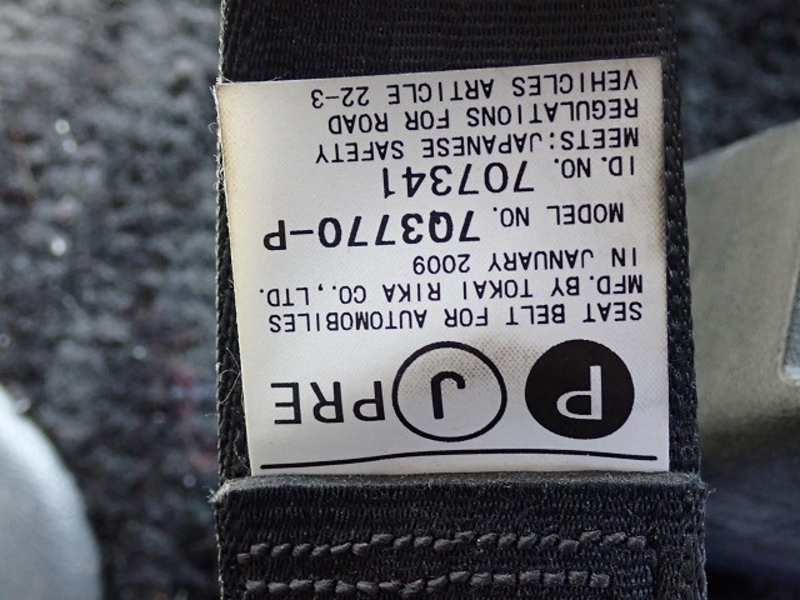 P J PRE
SEAT BELT FOR AUTOMOBILES
MFD.BY TOKAI RIKA CO.,LTD.
IN JANUARY 2009
MODEL NO. 7Q3770-P
ID.NO. 707341
MEETS:JAPANESE SAFETY
REGULATIONS FOR ROAD
VEHICLES ARTICLE 22-3